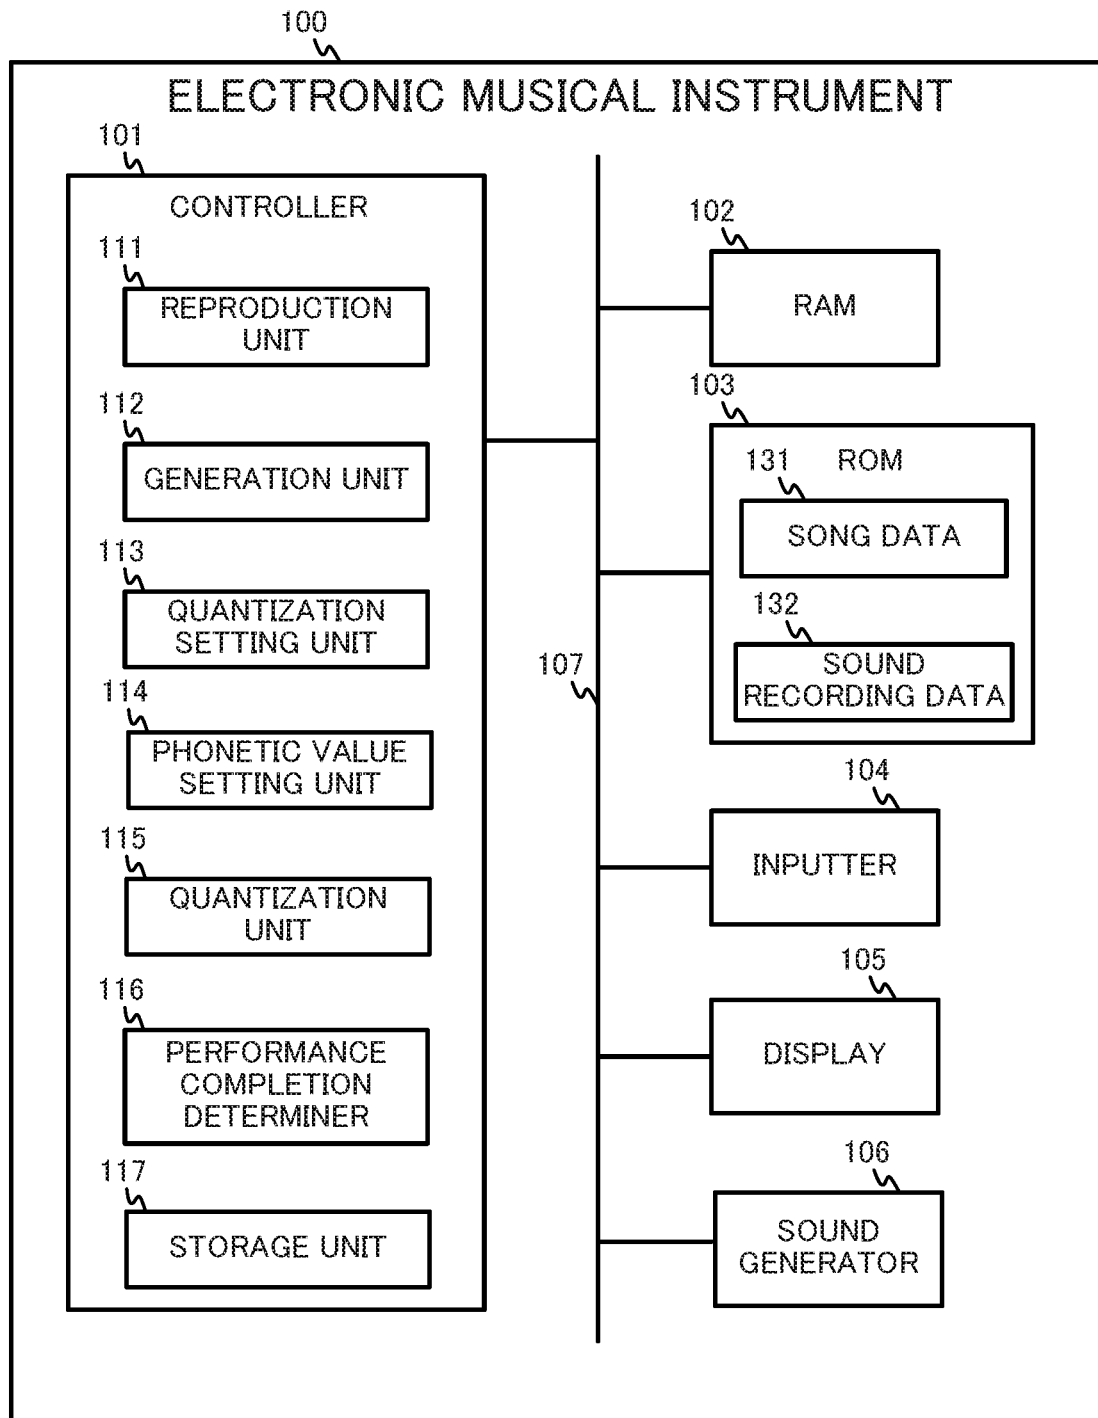 100
ELECTRONIC MUSICAL INSTRUMENT
101
CONTROLLER
111
REPRODUCTION
UNIT
112
GENERATION UNIT
113
QUANTIZATION
SETTING UNIT
114
PHONETIC VALUE
SETTING UNIT
115
QUANTIZATION
UNIT
116
PERFORMANCE
COMPLETION
DETERMINER
117
STORAGE UNIT
107
102
RAM
103
ROM
131
SONG DATA
132
SOUND
RECORDING DATA
104
INPUTTER
105
DISPLAY
106
SOUND
GENERATOR